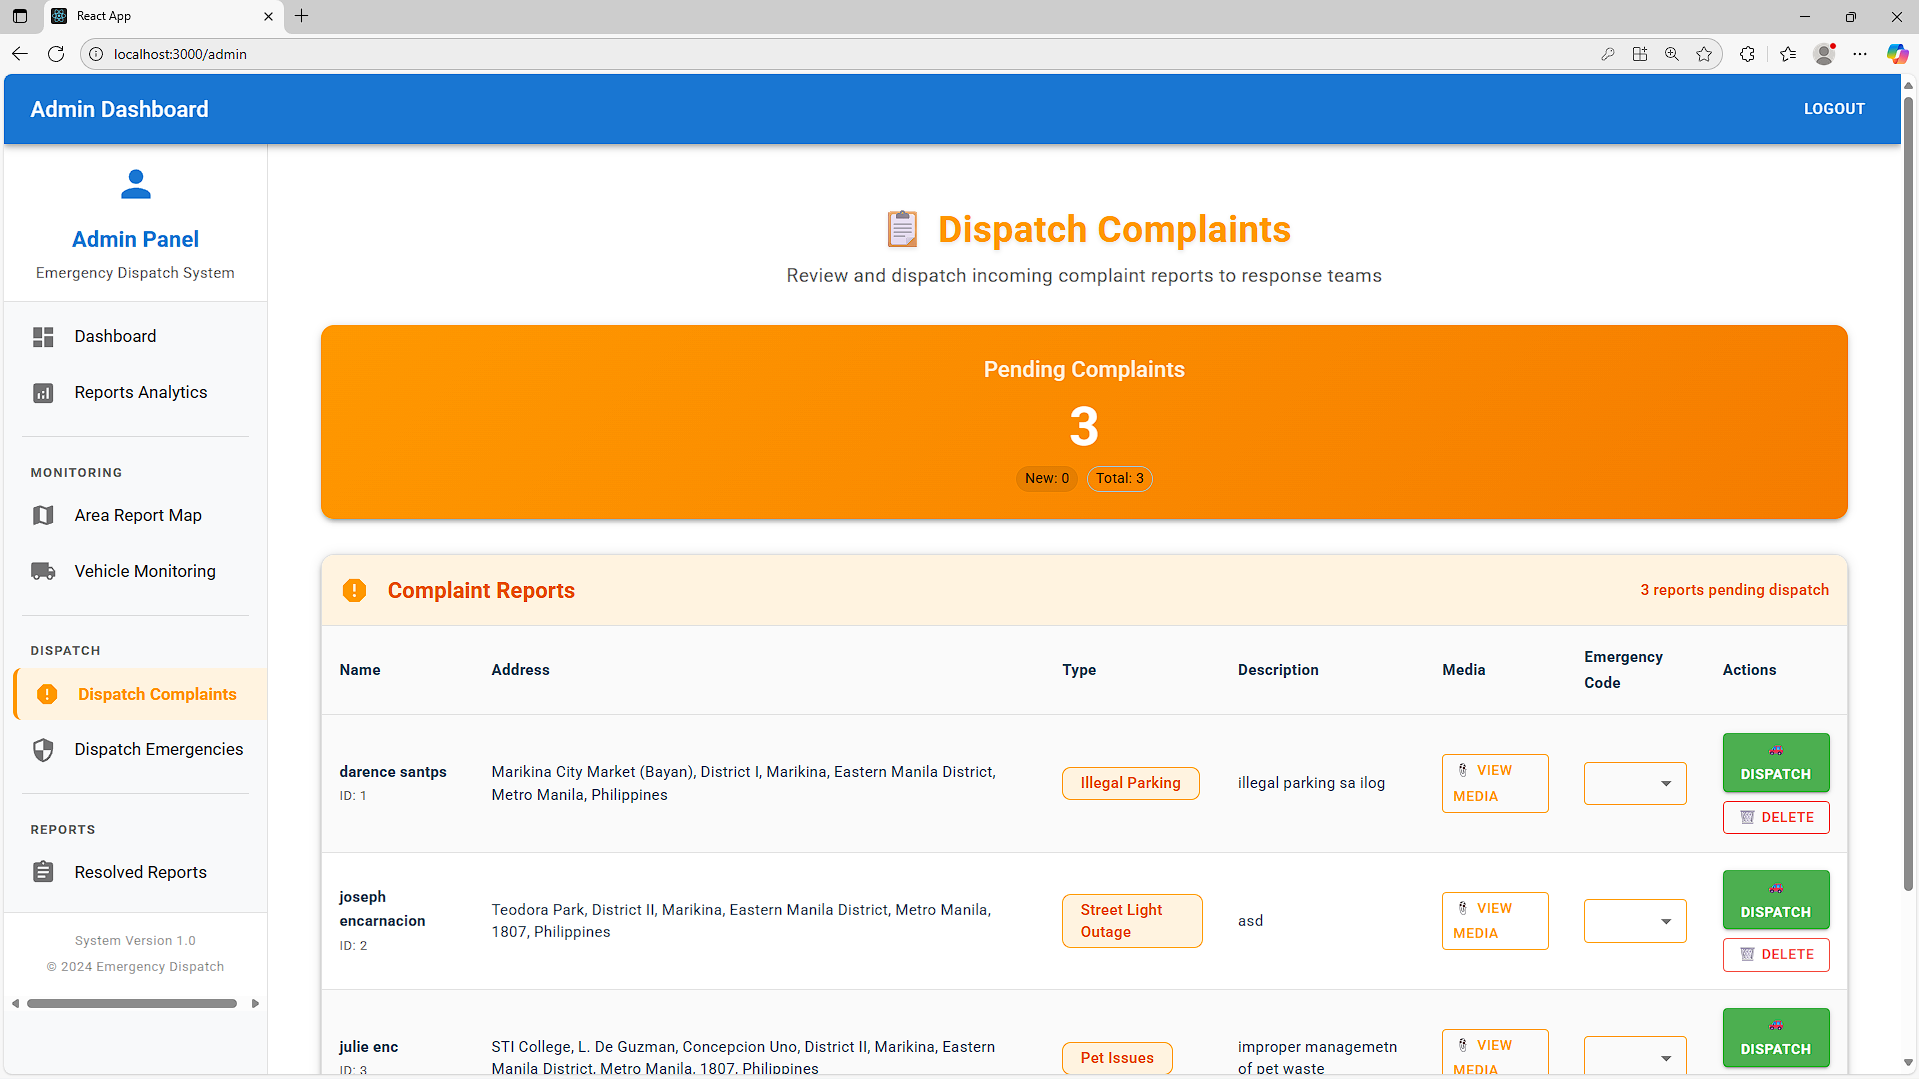 React App
localhost:3000/admin
Admin Dashboard
LOGOUT
Admin Panel
Emergency Dispatch System
Dashboard
Reports Analytics
MONITORING
Area Report Map
Vehicle Monitoring
DISPATCH
Dispatch Complaints
Dispatch Emergencies
REPORTS
Resolved Reports
System Version 1.0
© 2024 Emergency Dispatch
Dispatch Complaints
Review and dispatch incoming complaint reports to response teams
Pending Complaints
3
New: 0
Total: 3
Complaint Reports
3 reports pending dispatch
Name
Address
Type
Description
Media
Emergency
Code
Actions
darence santps
ID: 1
Marikina City Market (Bayan), District I, Marikina, Eastern Manila District,
Metro Manila, Philippines
Illegal Parking
illegal parking sa ilog
VIEW
MEDIA
DISPATCH
DELETE
joseph
encarnacion
ID: 2
Teodora Park, District II, Marikina, Eastern Manila District, Metro Manila,
1807, Philippines
Street Light
Outage
asd
VIEW
MEDIA
DISPATCH
DELETE
julie enc
ID: 3
STI College, L. De Guzman, Concepcion Uno, District II, Marikina, Eastern
Manila District, Metro Manila, 1807, Philippines
Pet Issues
improper managemetn
of pet waste
VIEW
MEDIA
DISPATCH